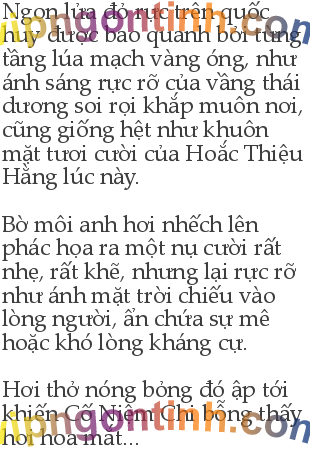 Ngọn lửa đỏ rực trên quốc
huy được bao quanh bởi từng
tầng lúa mạch vàng óng, như
ánh sáng rực rỡ của vầng thái
dương soi rọi khắp muôn nơi,
cũng giống hệt như khuôn
mặt tươi cười của Hoắc Thiệu
Hằng lúc này.
Bờ môi anh hơi nhếch lên
phác họa ra một nụ cười rất
nhẹ, rất khẽ, nhưng lại rực rỡ
như ánh mặt trời chiếu vào
lòng người, ẩn chứa sự mê
hoặc khó lòng kháng cự.
Hơi thở nóng bỏng đó ập tới
khiến Cố Niệm Chi bỗng thấy
hơi hoa mắt...
vipngontinh.com
vipngontinh.com